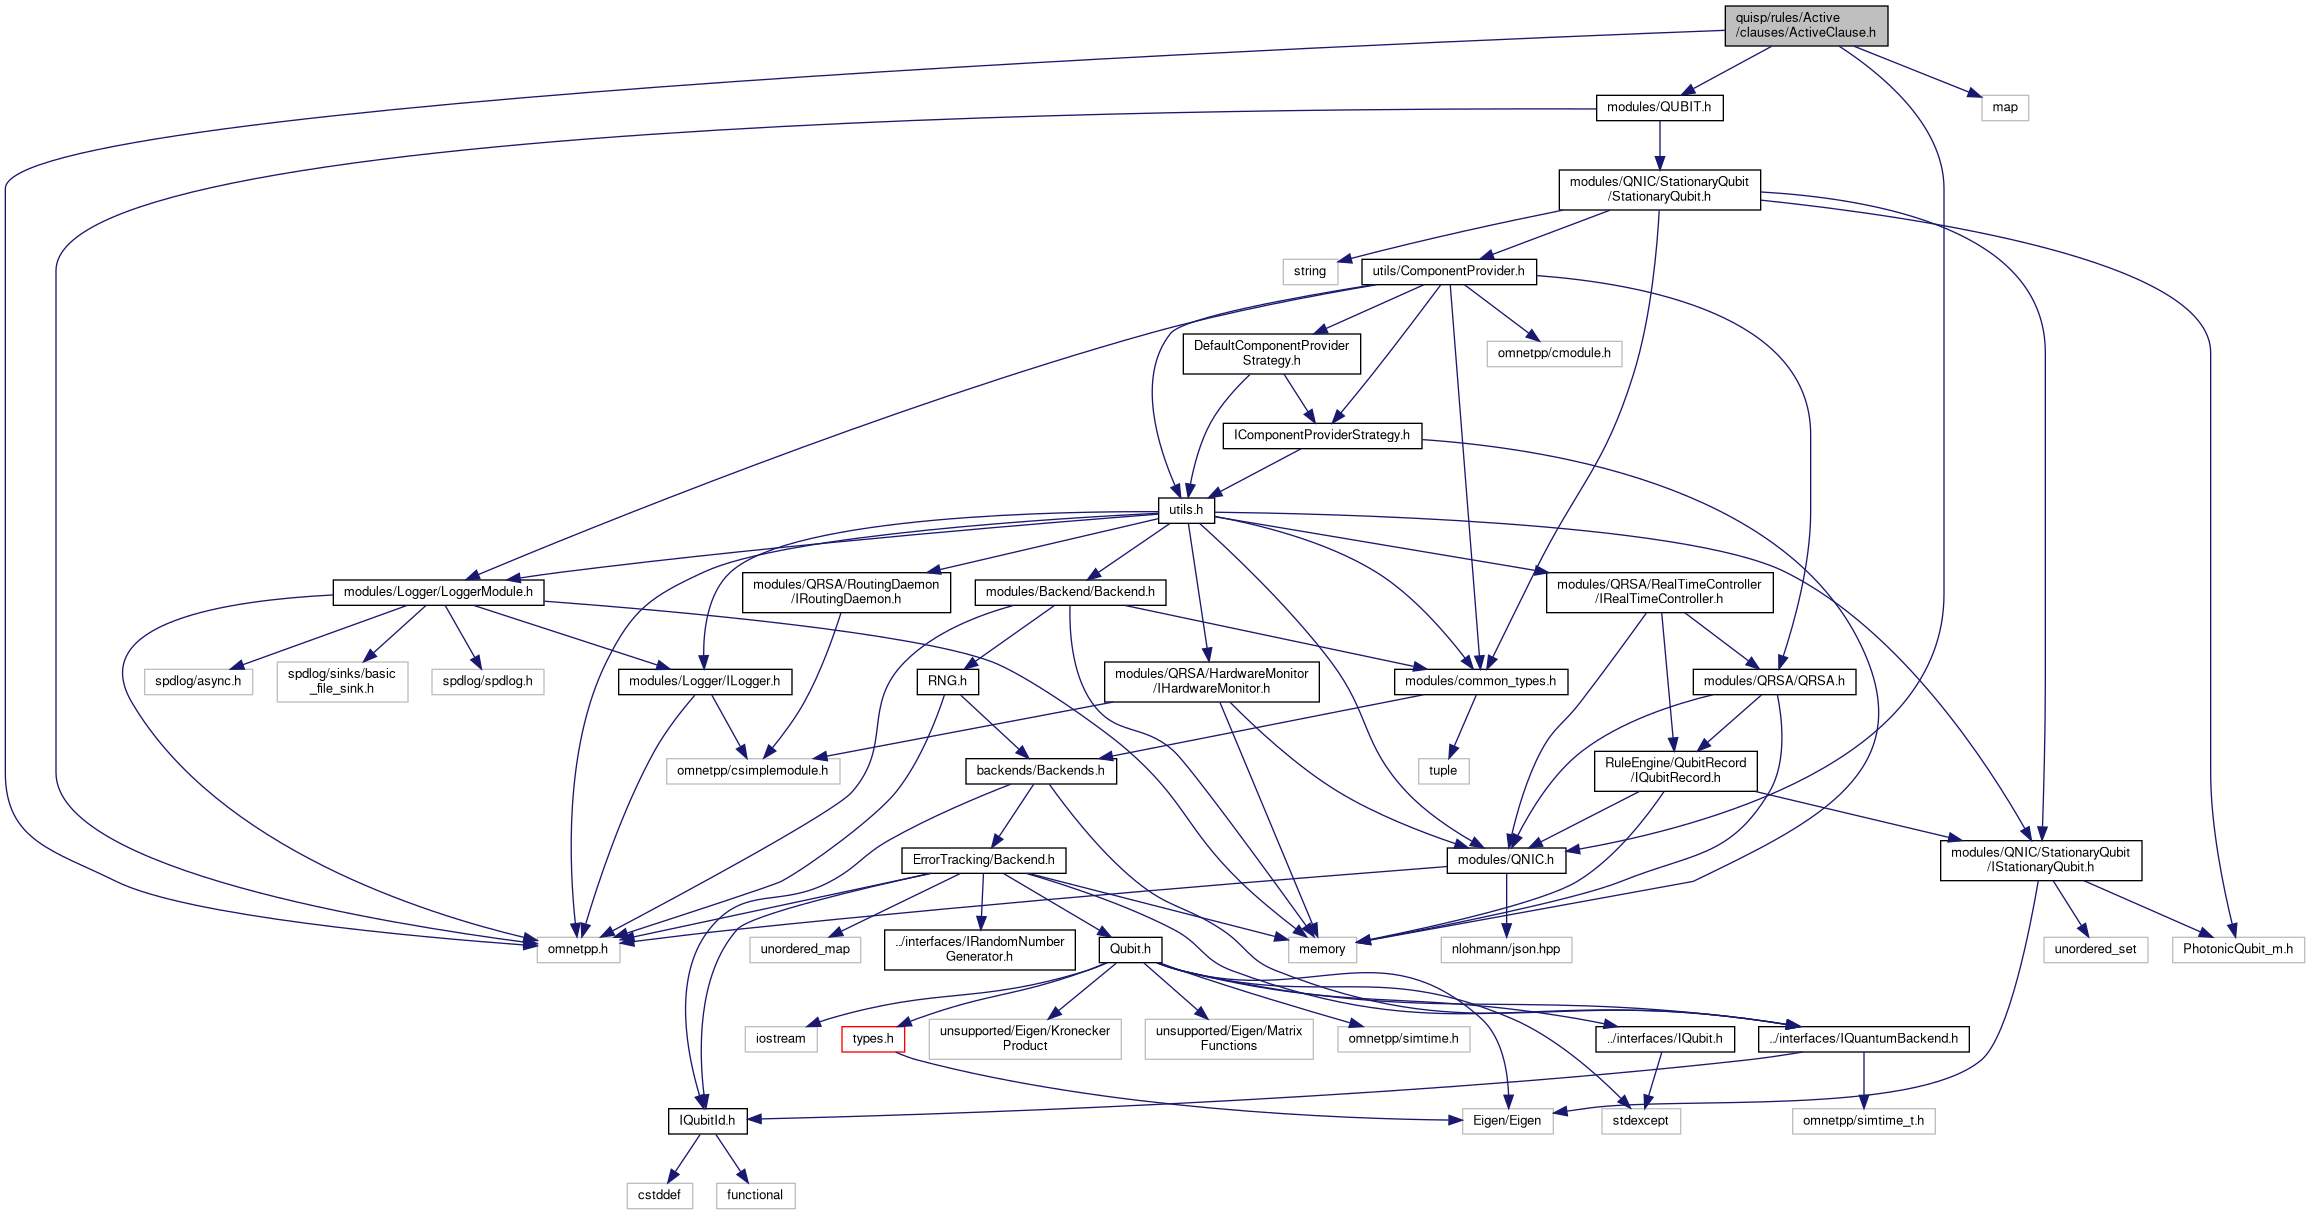 quisp/rules/Active
/clauses/ActiveClause.h
modules/QUBIT.h
map
modules/QNIC/StationaryQubit
/StationaryQubit.h
string
utils/ComponentProvider.h
DefaultComponentProvider
Strategy.h
omnetpp/cmodule.h
IComponentProviderStrategy.h
utils.h
modules/Logger/LoggerModule.h
modules/QRSA/RoutingDaemon
/IRoutingDaemon.h
modules/Backend/Backend.h
modules/QRSA/RealTimeController
/IRealTimeController.h
spdlog/async.h
spdlog/sinks/basic
_file_sink.h
spdlog/spdlog.h
modules/Logger/ILogger.h
RNG.h
modules/QRSA/HardwareMonitor
/IHardwareMonitor.h
modules/common_types.h
modules/QRSA/QRSA.h
omnetpp/csimplemodule.h
backends/Backends.h
tuple
RuleEngine/QubitRecord
/IQubitRecord.h
ErrorTracking/Backend.h
modules/QNIC.h
modules/QNIC/StationaryQubit
/IStationaryQubit.h
omnetpp.h
unordered_map
../interfaces/IRandomNumber
Generator.h
Qubit.h
memory
nlohmann/json.hpp
unordered_set
PhotonicQubit_m.h
iostream
types.h
unsupported/Eigen/Kronecker
Product
unsupported/Eigen/Matrix
Functions
omnetpp/simtime.h
../interfaces/IQubit.h
../interfaces/IQuantumBackend.h
IQubitId.h
Eigen/Eigen
stdexcept
omnetpp/simtime_t.h
cstddef
functional